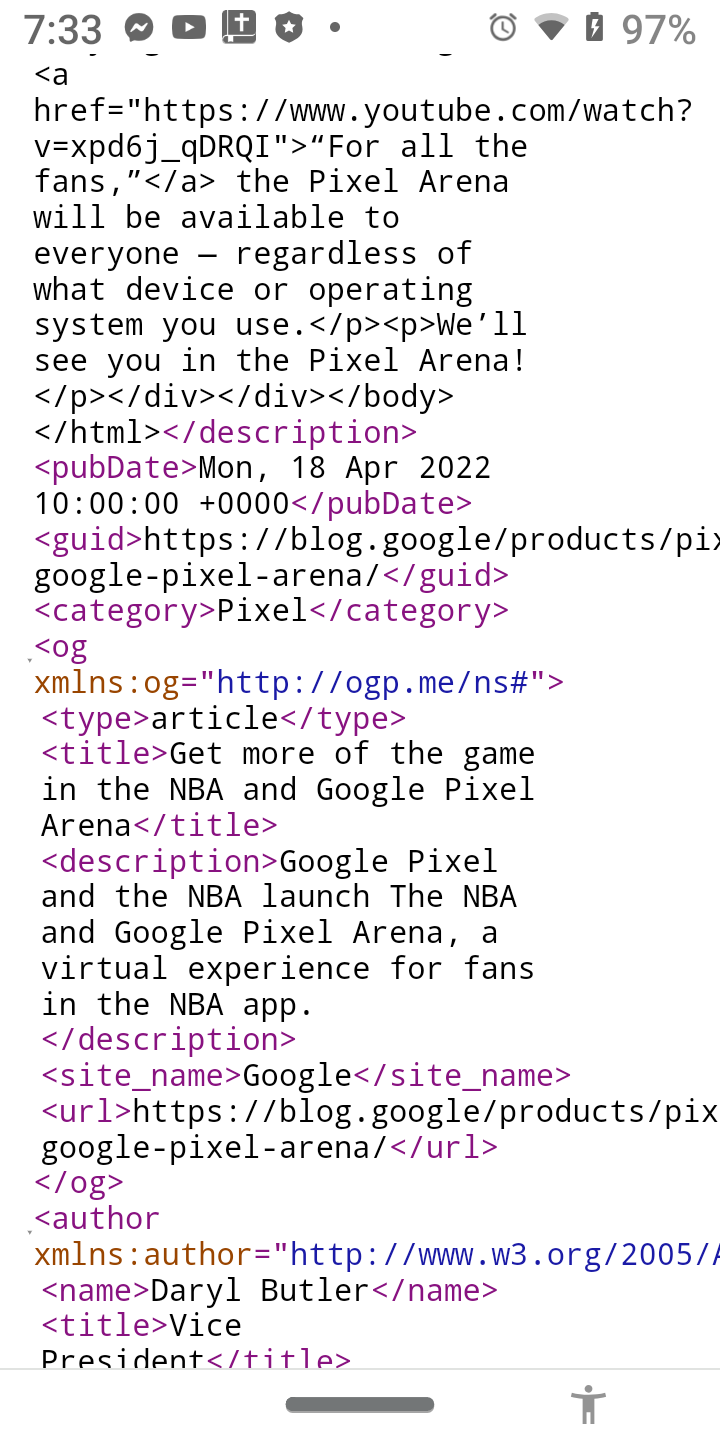 7:33
97%
<a
href="https://www.youtube.com/watch?
v=xpd6j_qDRQI">“For all the
fans,”</a> the Pixel Arena
will be available to
everyone — regardless of
what device or operating
system you use.</p><p>We’ll
see you in the Pixel Arena!
</p></div></div></body>
</html></description>
<pubDate>Mon, 18 Apr 2022
10:00:00 +0000</pubDate>
<guid>https://blog.google/products/pix
google-pixel-arena/</guid>
<category>Pixel</category>
<og
xmlns:og="http://ogp.me/ns#">
<type>article</type>
<title>Get more of the game
in the NBA and Google Pixel
Arena</title>
<description>Google Pixel
and the NBA launch The NBA
and Google Pixel Arena, a
virtual experience for fans
in the NBA app.
</description>
<site_name>Google</site_name>
<url>https://blog.google/products/pix
google-pixel-arena/</url>
</og>
<author
xmlns:author="http://www.w3.org/2005/A
<name>Daryl Butler</name>
<title>Vice
President</title>